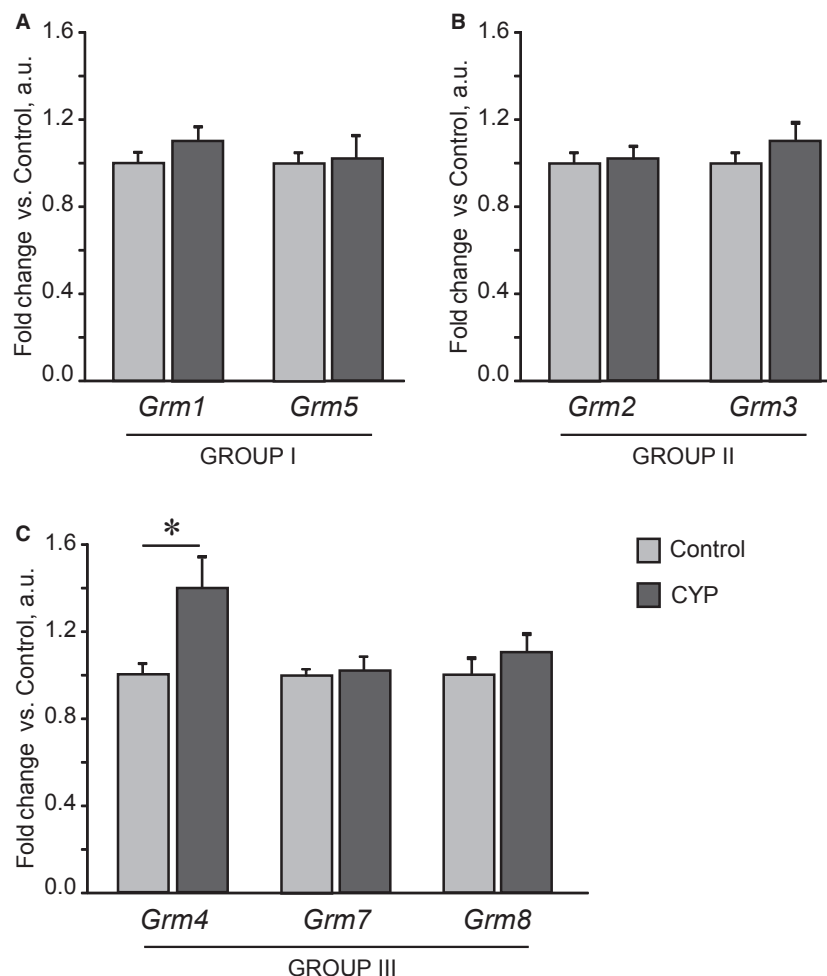 A
Fold change vs. Control, a.u.
1.6
1.2
0.8
0.4
0.0
Grm1 Grm5
GROUP I
B
Fold change vs Control, a.u.
1.6
1.2
0.8
0.4
0.0
Grm2 Grm3
GROUP II
C
Fold change vs. Control, a.u.
1.6
1.2
0.8
0.4
0.0
*
Grm4 Grm7 Grm8
GROUP III
Control
CYP